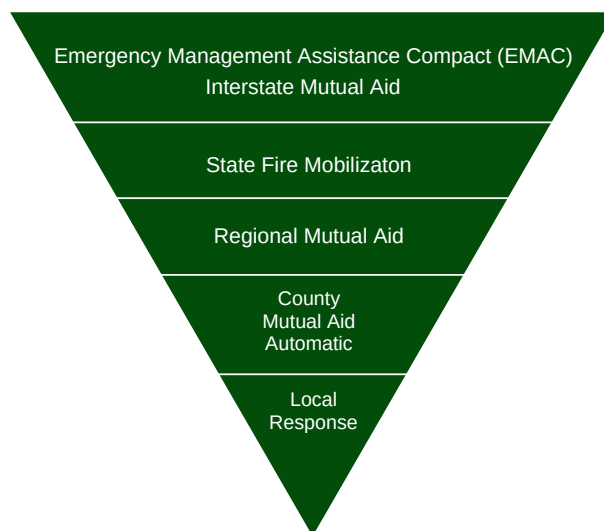 Emergency Management Assistance Compact (EMAC)
Interstate Mutual Aid
State Fire Mobilizaton
Regional Mutual Aid
County
Mutual Aid
Automatic
Local
Response